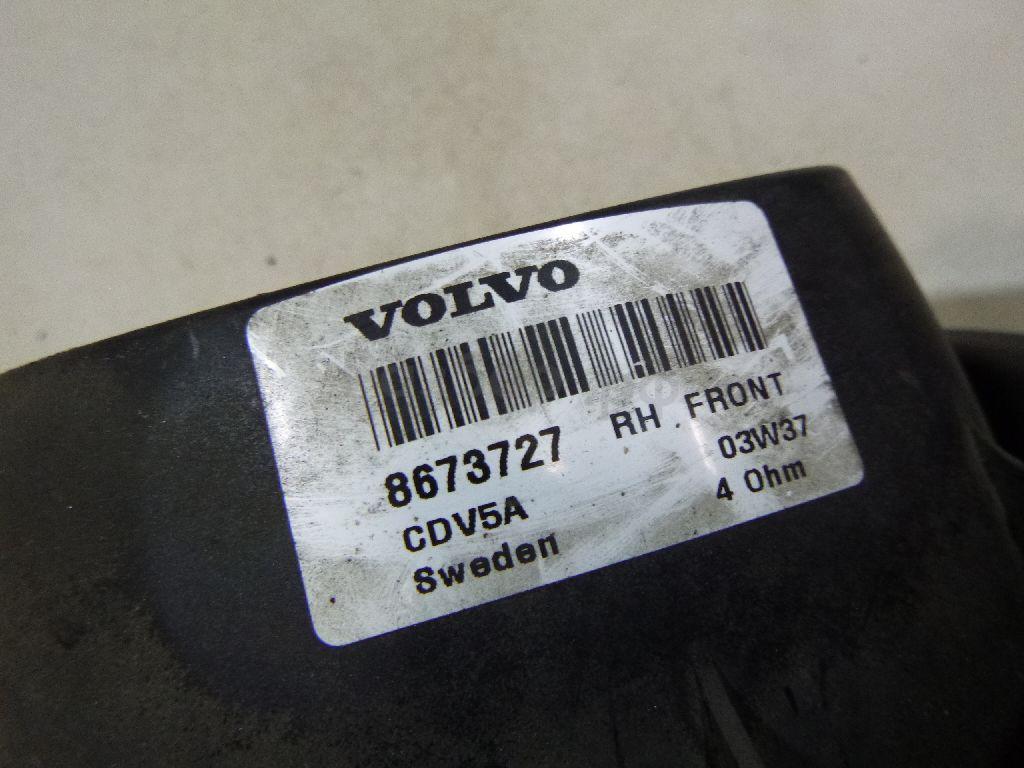 VOLVO
8673727 RH FRONT
CDV5A 03W37
Sweden 4 Ohm